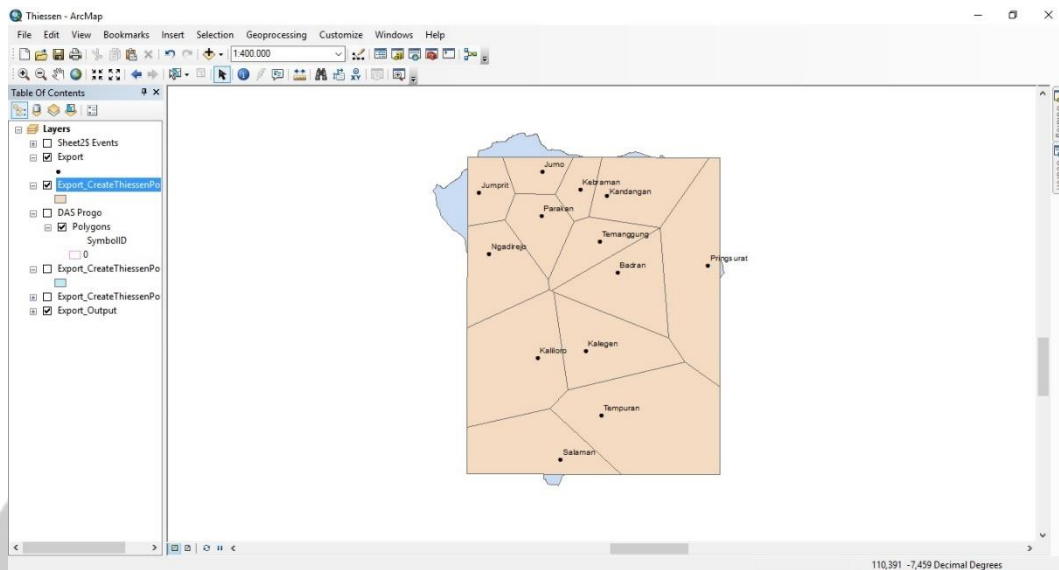 Thiessen - ArcMap
File Edit View Bookmarks Insert Selection Geoprocessing Customize Windows Help
1:400.000
Table Of Contents
Layers
Sheet2$ Events
Export
Export_CreateThiessenPo
DAS Progo
Polygons
SymbolID
0
Export_CreateThiessenPo
Export_CreateThiessenPo
Export_Output
Jumo
Jumprit
Kebraman
Kandangan
Parakan
Temanggung
Ngadirejo
Pringsurat
Badran
Kalegen
Kaliloro
Tempuran
Salaman
110,391 -7,459 Decimal Degrees